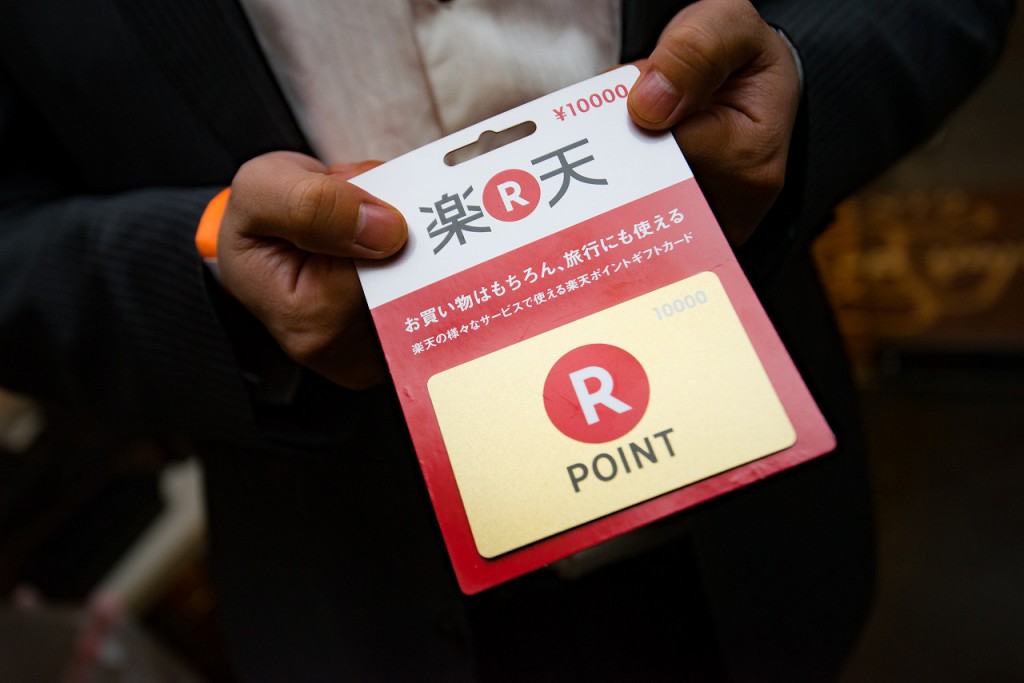 ¥10000
楽R天
お買い物はもちろん、旅行にも使える
楽天の様々なサービスで使える楽天ポイントギフトカード
10000
R
POINT